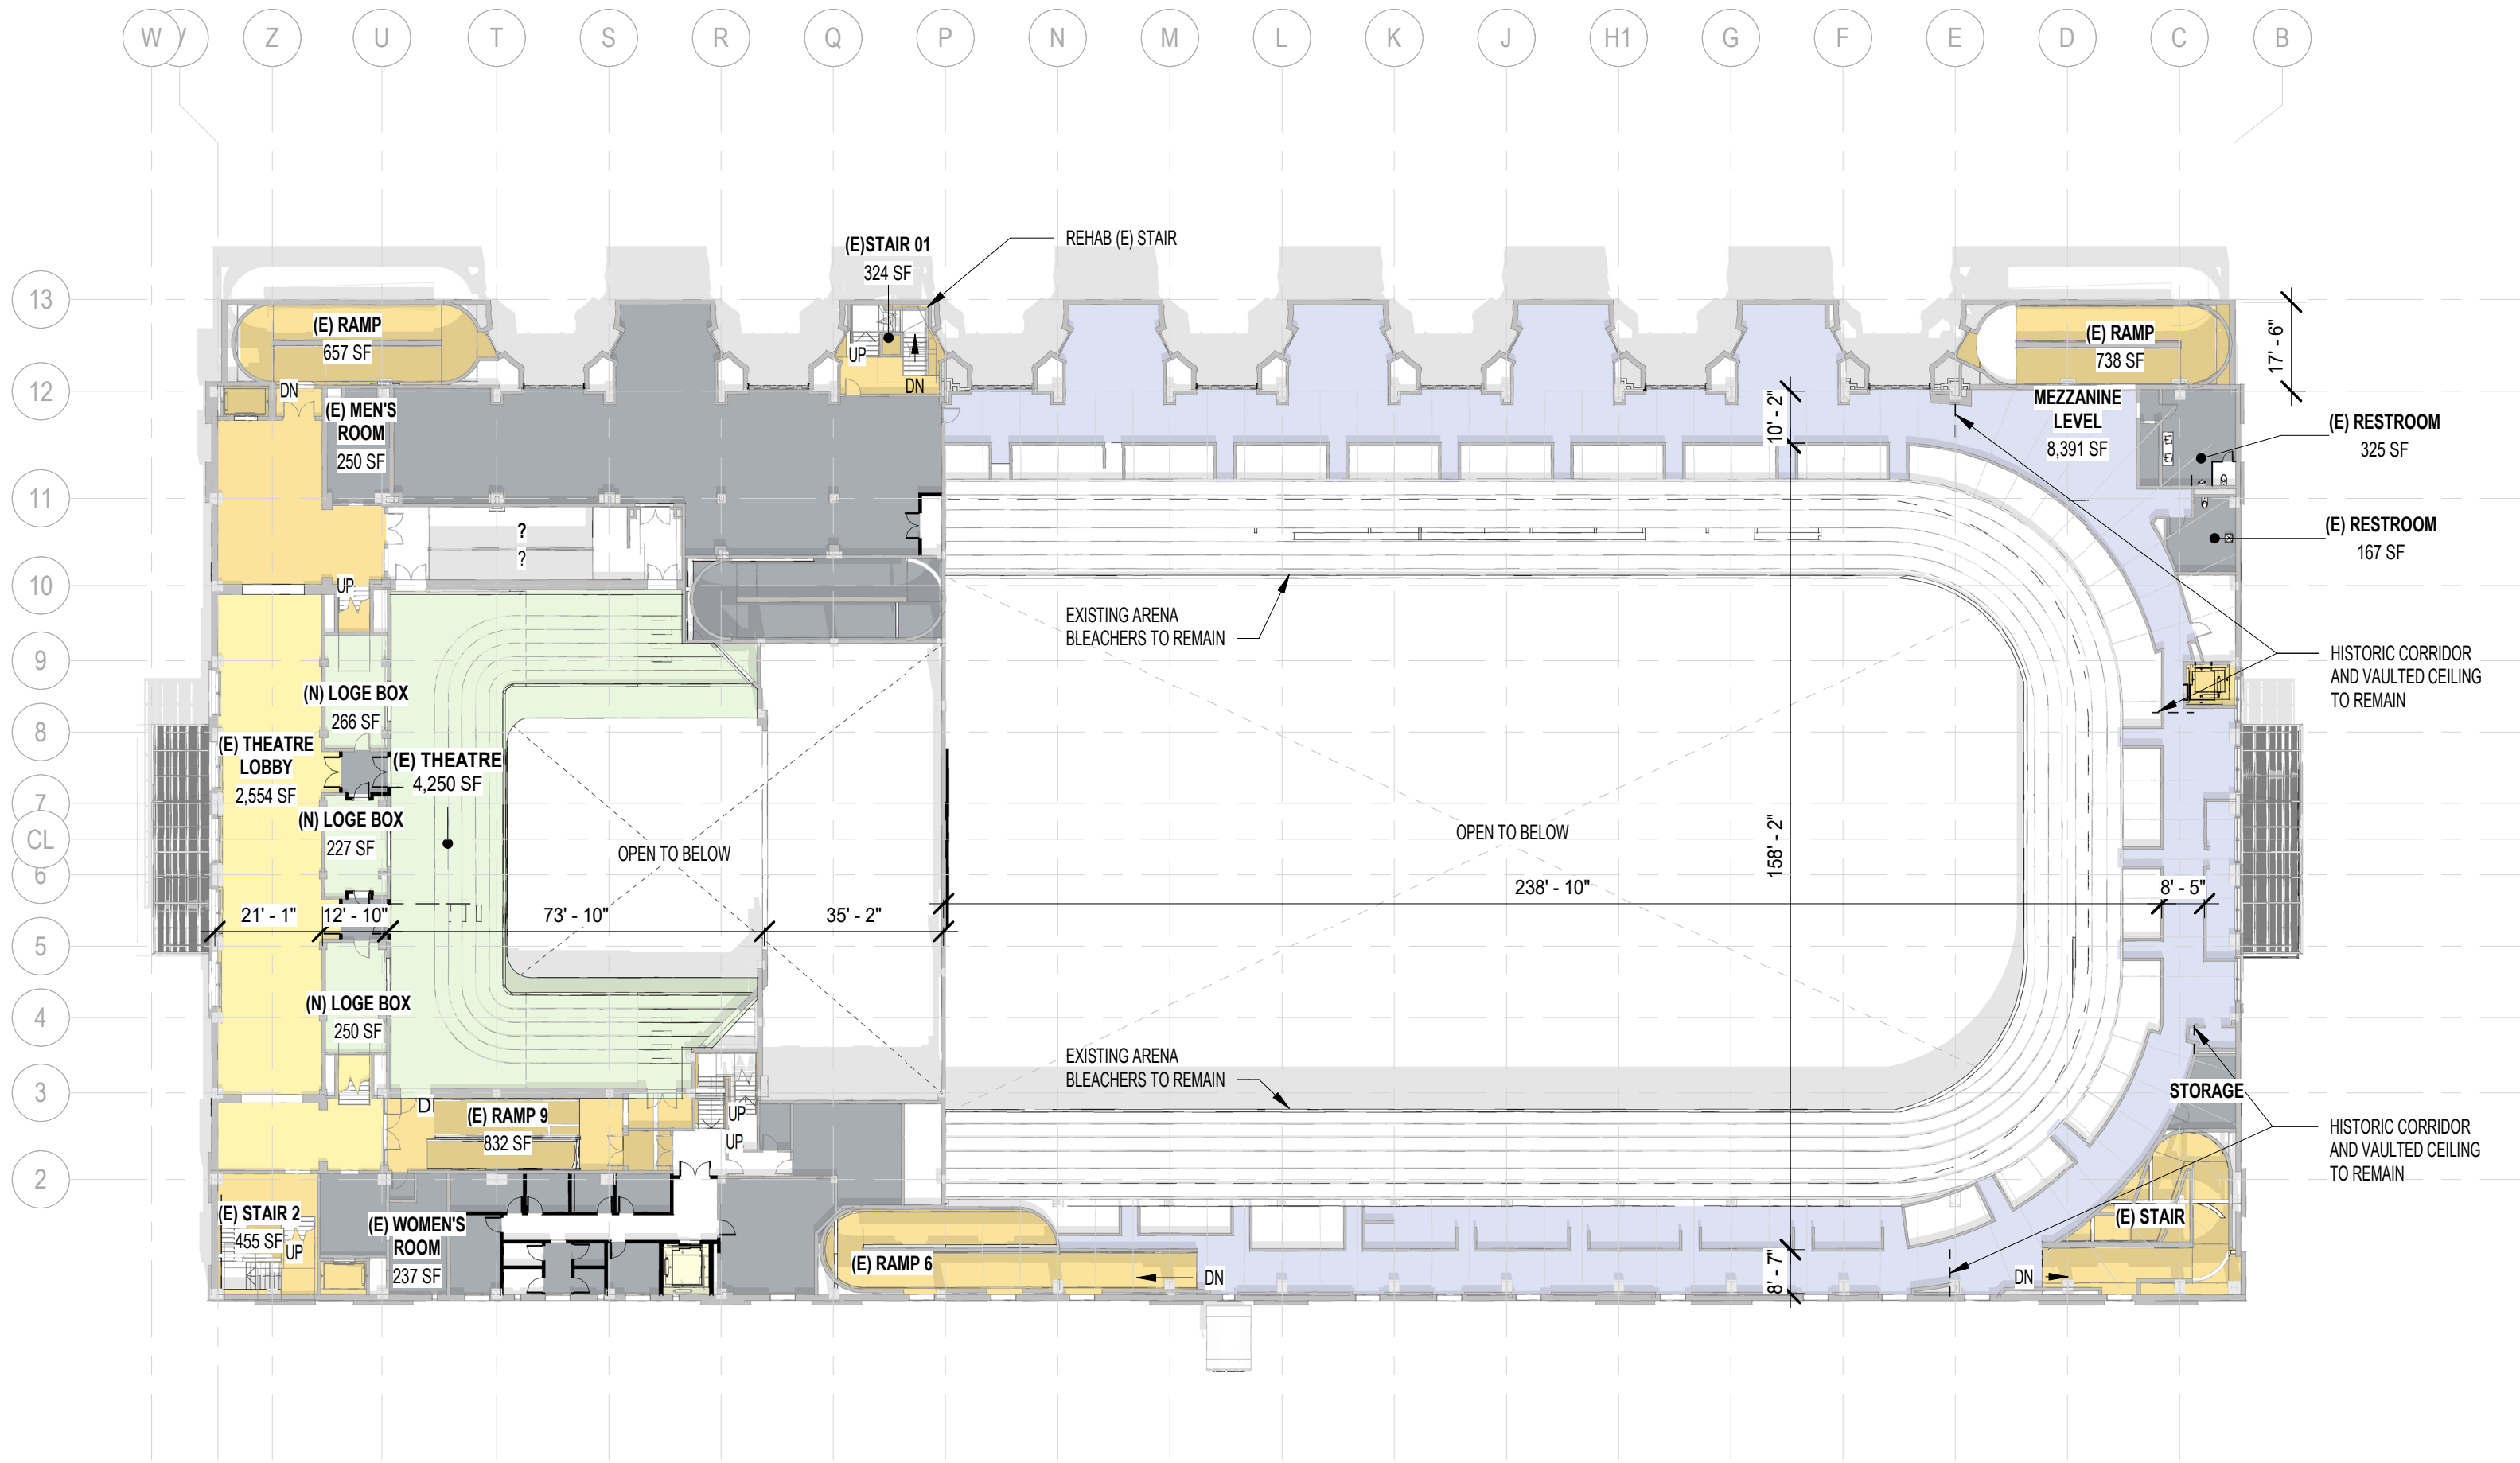 W
V
Z
U
T
S
R
Q
P
N
M
L
K
J
H1
G
F
E
D
C
B
13
12
11
10
9
8
7
CL
6
5
4
3
2
(E)STAIR 01
324 SF
REHAB (E) STAIR
UP
DN
(E) RAMP
657 SF
DN
(E) MEN'S
ROOM
250 SF
?
?
UP
(E) RAMP
738 SF
17' - 6"
MEZZANINE
LEVEL
8,391 SF
10' - 2"
(E) RESTROOM
325 SF
(E) RESTROOM
167 SF
EXISTING ARENA
BLEACHERS TO REMAIN
HISTORIC CORRIDOR
AND VAULTED CEILING
TO REMAIN
(N) LOGE BOX
266 SF
(E) THEATRE
LOBBY
2,554 SF
(E) THEATRE
4,250 SF
(N) LOGE BOX
227 SF
OPEN TO BELOW
OPEN TO BELOW
158' - 2"
238' - 10"
8' - 5"
21' - 1"
12' - 10"
73' - 10"
35' - 2"
(N) LOGE BOX
250 SF
EXISTING ARENA
BLEACHERS TO REMAIN
STORAGE
HISTORIC CORRIDOR
AND VAULTED CEILING
TO REMAIN
D
(E) RAMP 9
832 SF
UP
UP
(E) STAIR 2
455 SF
UP
(E) WOMEN'S
ROOM
237 SF
(E) RAMP 6
DN
8' - 7"
(E) STAIR
DN